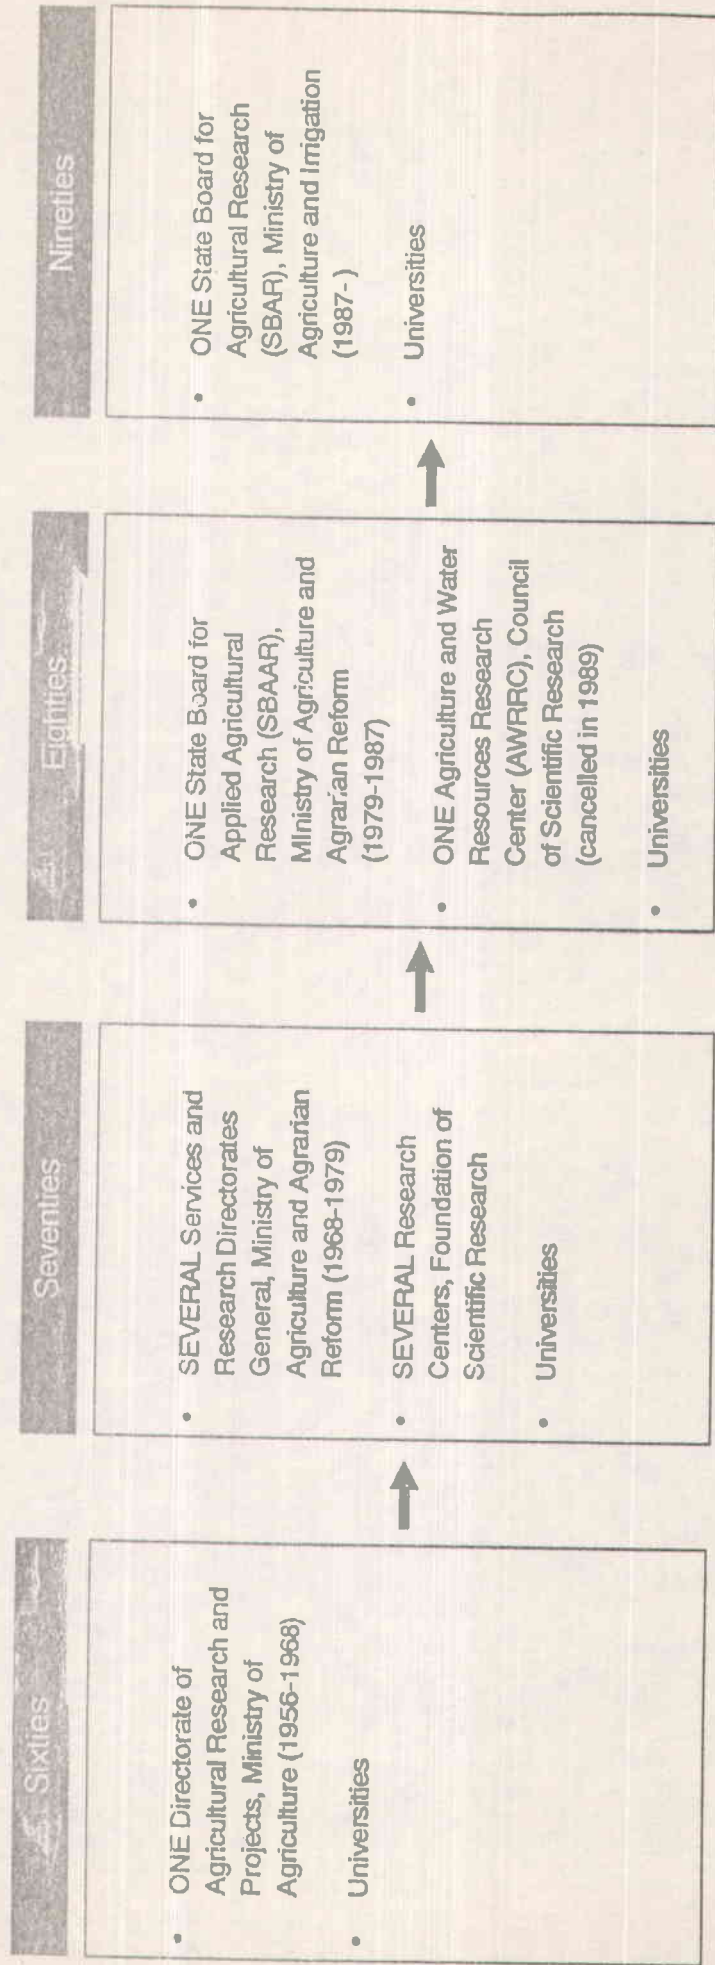 Sixties
• ONE Directorate of
Agricultural Research and
Projects, Ministry of
Agriculture (1956-1968)
• Universities
Seventies
• SEVERAL Services and
Research Directorates
General, Ministry of
Agriculture and Agrarian
Reform (1968-1979)
• SEVERAL Research
Centers, Foundation of
Scientific Research
• Universities
Eighties
• ONE State Board for
Applied Agricultural
Research (SBAAR),
Ministry of Agriculture and
Agrarian Reform
(1979-1987)
• ONE Agriculture and Water
Resources Research
Center (AWRRC), Council
of Scientific Research
(cancelled in 1989)
• Universities
Nineties
• ONE State Board for
Agricultural Research
(SBAR), Ministry of
Agriculture and Irrigation
(1987- )
• Universities